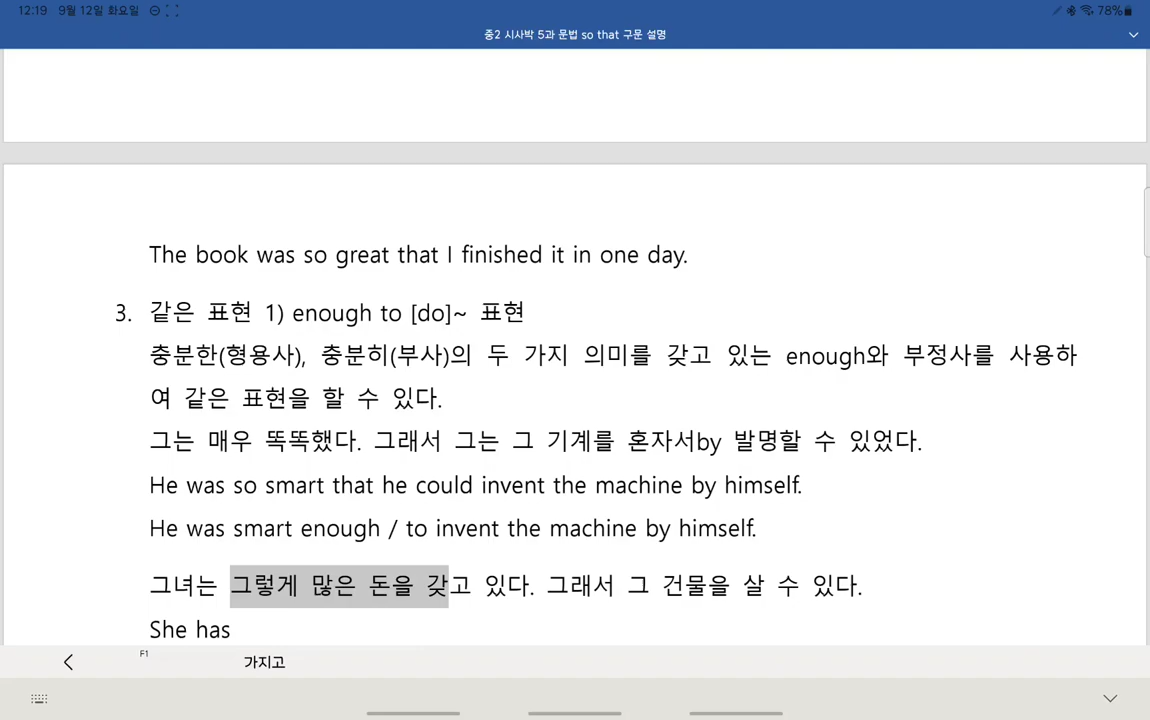 12:19 9월 12일 화요일
78%
중2 시사박 5과 문법 so that 구문 설명
The book was so great that I finished it in one day.
3. 같은 표현 1) enough to [do]~ 표현
충분한(형용사), 충분히(부사)의 두 가지 의미를 갖고 있는 enough와 부정사를 사용하
여 같은 표현을 할 수 있다.
그는 매우 똑똑했다. 그래서 그는 그 기계를 혼자서by 발명할 수 있었다.
He was so smart that he could invent the machine by himself.
He was smart enough / to invent the machine by himself.
그녀는 그렇게 많은 돈을 갖고 있다. 그래서 그 건물을 살 수 있다.
She has
F1
가지고